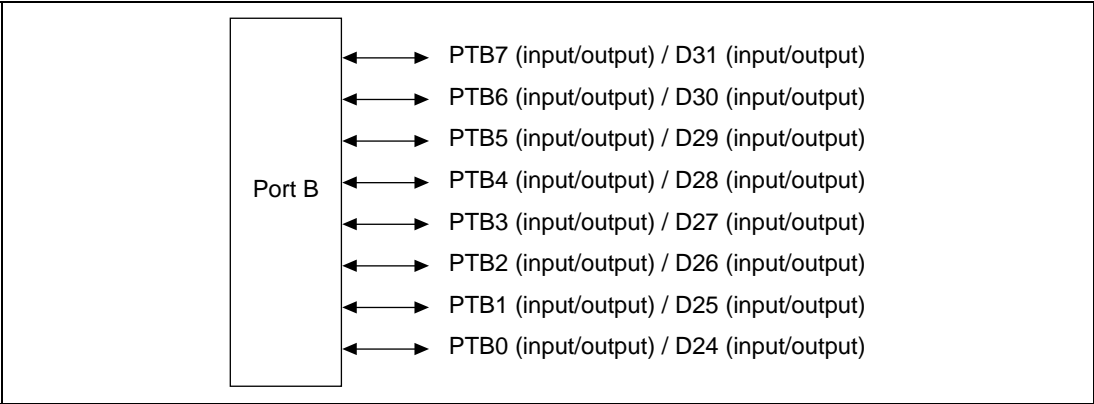 PTB7 (input/output) / D31 (input/output)
PTB6 (input/output) / D30 (input/output)
PTB5 (input/output) / D29 (input/output)
PTB4 (input/output) / D28 (input/output)
Port B
PTB3 (input/output) / D27 (input/output)
PTB2 (input/output) / D26 (input/output)
PTB1 (input/output) / D25 (input/output)
PTB0 (input/output) / D24 (input/output)